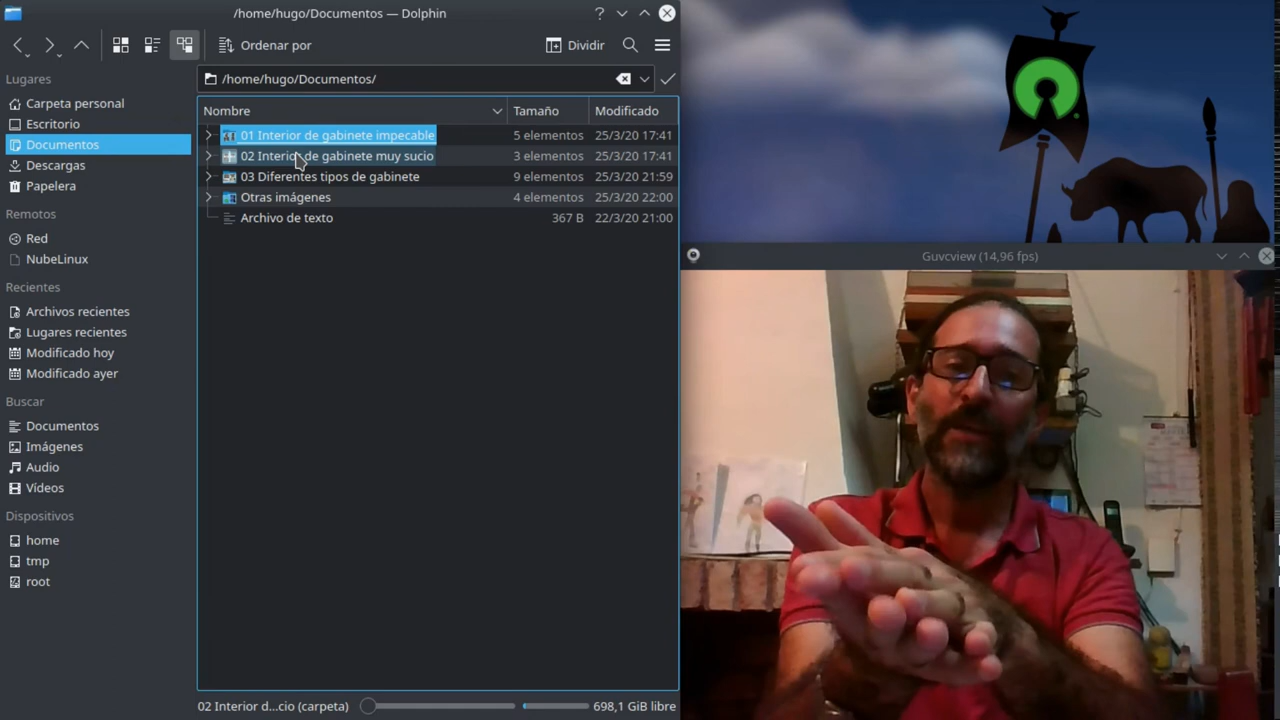 /home/hugo/Documentos — Dolphin
Ordenar por
Dividir
Lugares
Carpeta personal
Escritorio
Documentos
Descargas
Papelera
Remotos
Red
NubeLinux
Recientes
Archivos recientes
Lugares recientes
Modificado hoy
Modificado ayer
Buscar
Documentos
Imágenes
Audio
Vídeos
Dispositivos
home
tmp
root
/home/hugo/Documentos/
Nombre Tamaño Modificado
01 Interior de gabinete impecable 5 elementos 25/3/20 17:41
02 Interior de gabinete muy sucio 3 elementos 25/3/20 17:41
03 Diferentes tipos de gabinete 9 elementos 25/3/20 21:59
Otras imágenes 4 elementos 25/3/20 22:00
Archivo de texto 367 B 22/3/20 21:00
02 Interior d...cio (carpeta) 698,1 GiB libre
Guvcview (14,96 fps)